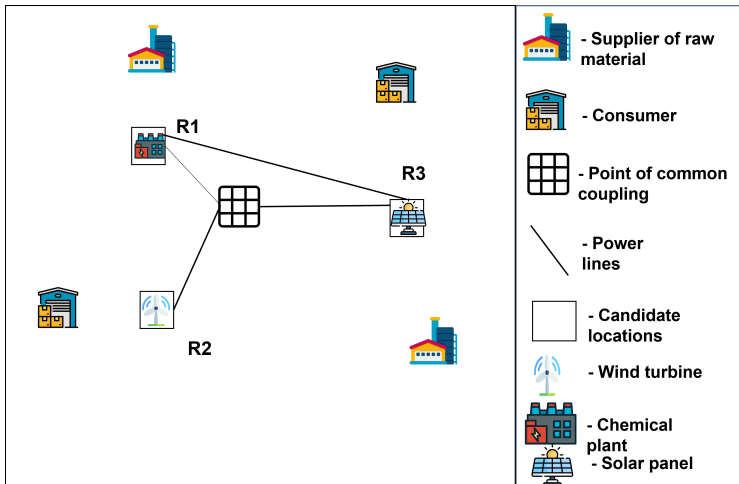 R1
R3
R2
- Supplier of raw
material
- Consumer
- Point of common
coupling
- Power
lines
- Candidate
locations
- Wind turbine
- Chemical
plant
- Solar panel